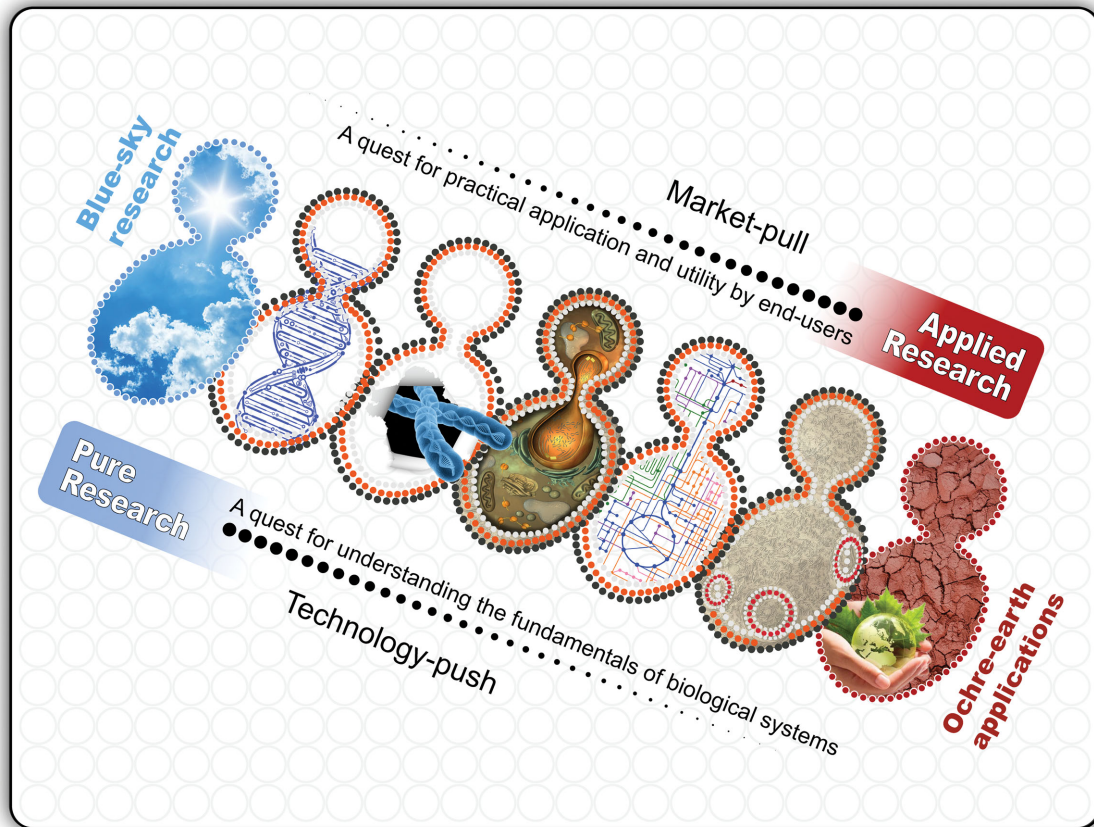 Blue-sky
research
A quest for practical application and utility by end-users
Market-pull
Applied
Research
Pure
Research
A quest for understanding the fundamentals of biological systems
Technology-push
Ochre-earth
applications